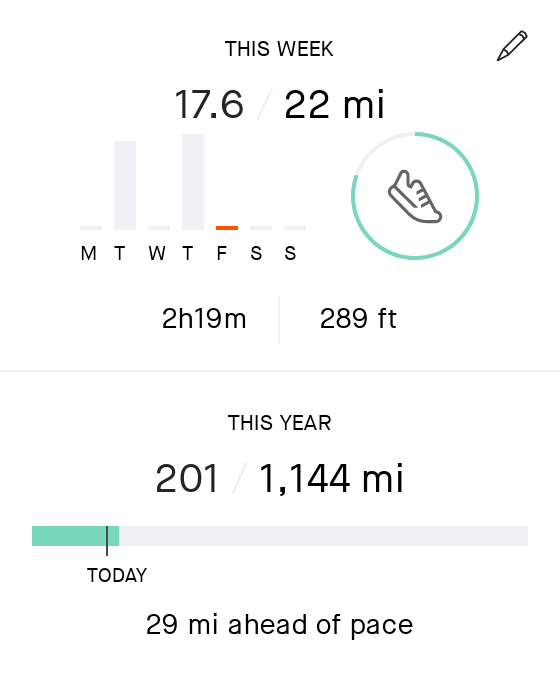 THIS WEEK
17.6 / 22 mi
M T W T F S S
2h19m 289 ft
THIS YEAR
201 / 1,144 mi
TODAY
29 mi ahead of pace